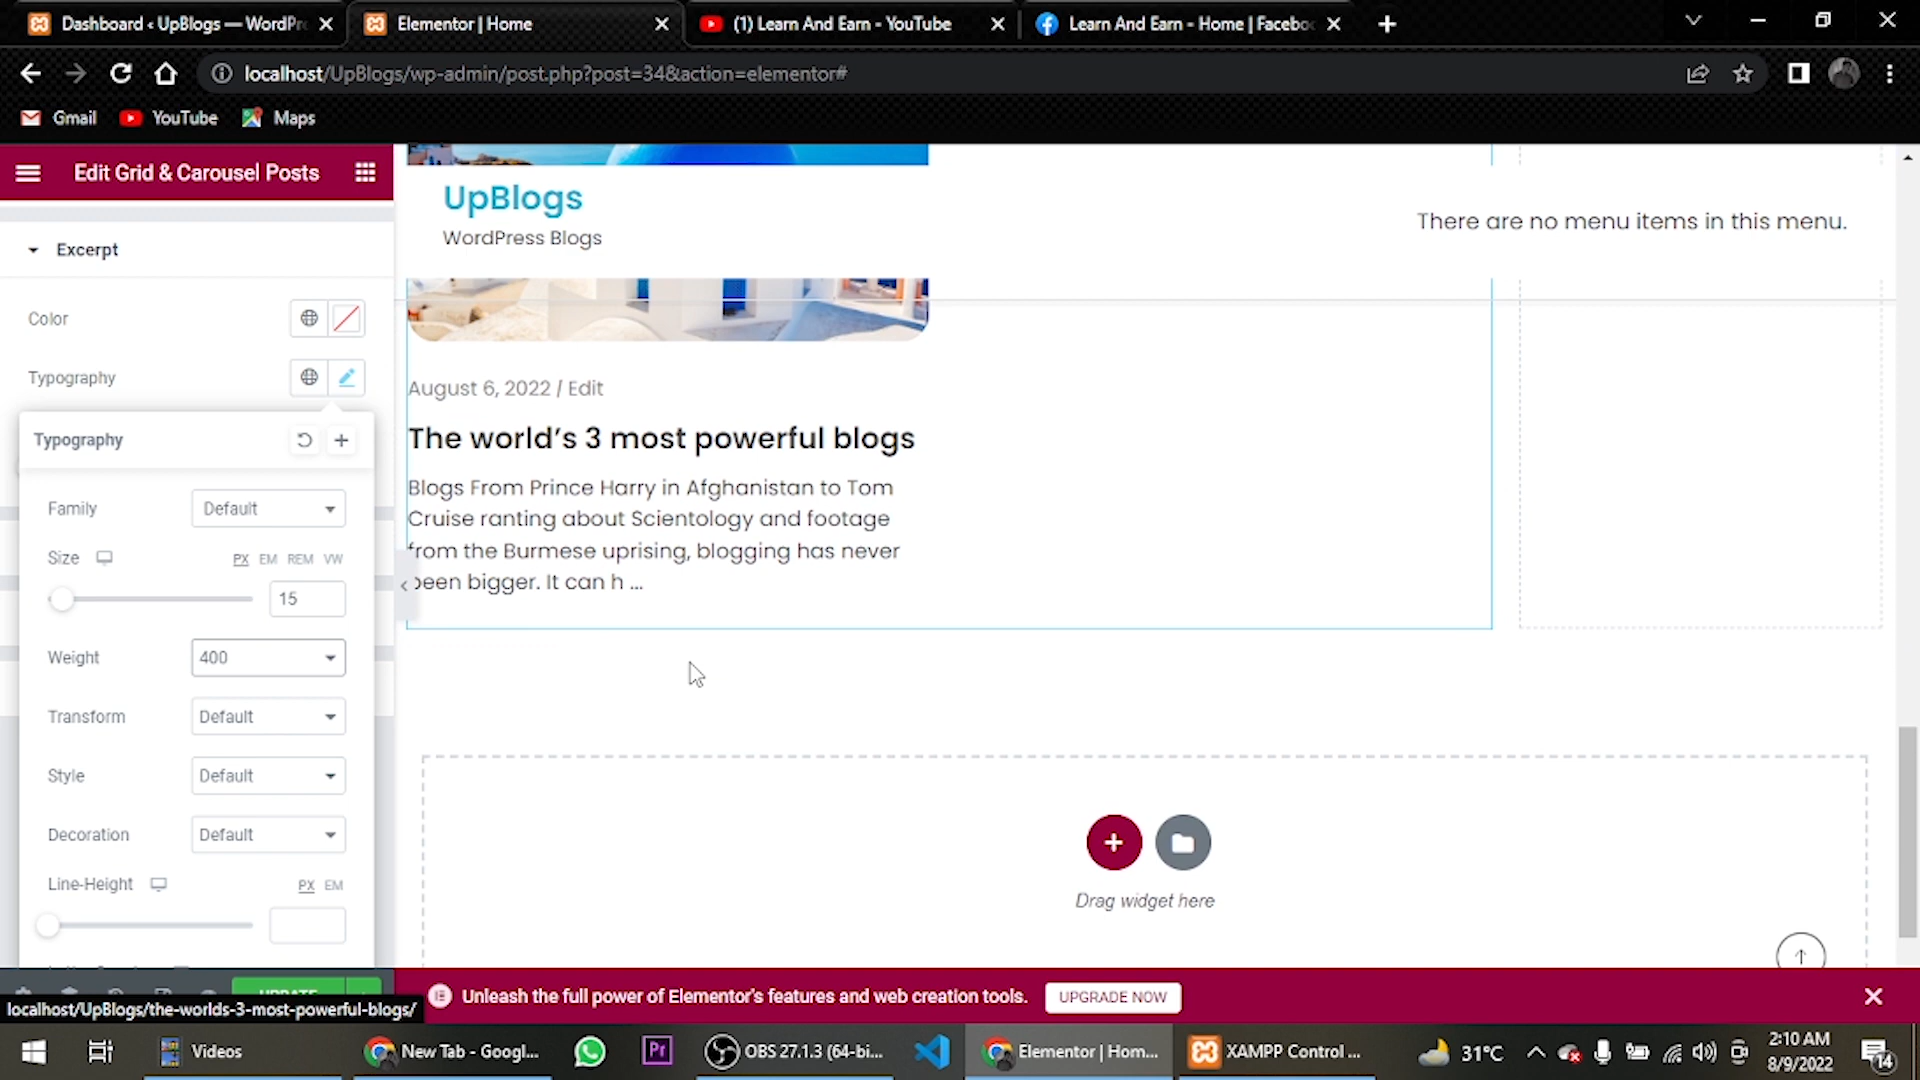 Dashboard ‹ UpBlogs — WordPr
Elementor | Home
(1) Learn And Earn - YouTube
Learn And Earn - Home | Facebo
localhost/UpBlogs/wp-admin/post.php?post=34&action=elementor#
Gmail
YouTube
Maps
Edit Grid & Carousel Posts
Excerpt
Color
Typography
Typography
Family
Default
Size
PX EM REM VW
15
Weight
400
Transform
Default
Style
Default
Decoration
Default
Line-Height
PX EM
UPDATE
localhost/UpBlogs/the-worlds-3-most-powerful-blogs/
UpBlogs
WordPress Blogs
There are no menu items in this menu.
August 6, 2022 / Edit
The world’s 3 most powerful blogs
Blogs From Prince Harry in Afghanistan to Tom
Cruise ranting about Scientology and footage
from the Burmese uprising, blogging has never
been bigger. It can h ...
Drag widget here
Unleash the full power of Elementor's features and web creation tools.
UPGRADE NOW
Videos
New Tab - Googl...
Pr
OBS 27.1.3 (64-bi...
Elementor | Hom...
XAMPP Control ...
31°C
2:10 AM
8/9/2022
14